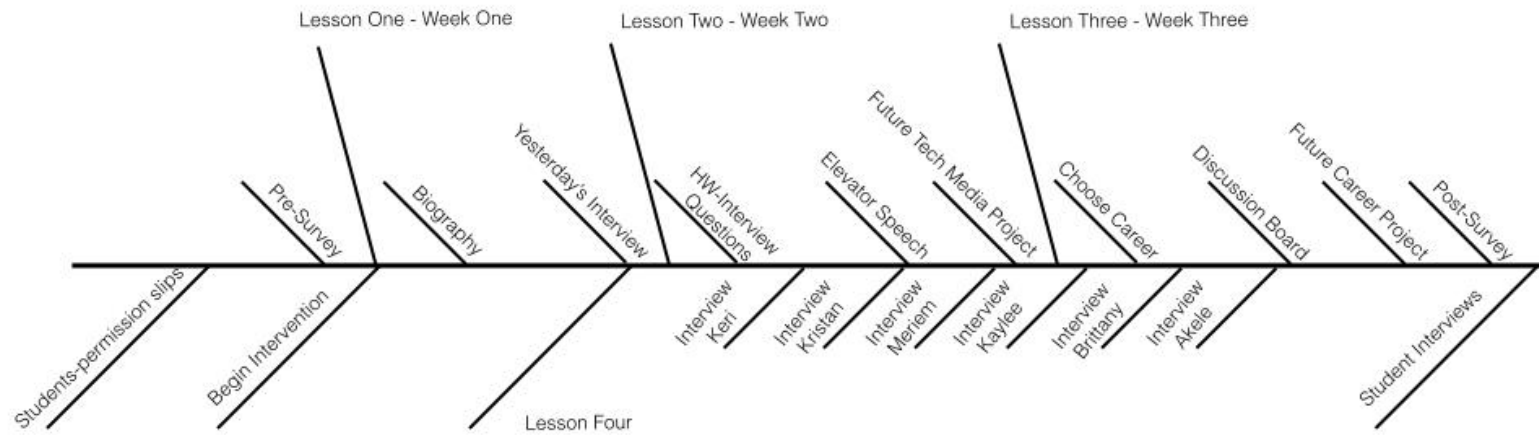 Lesson One - Week One
Lesson Two - Week Two
Lesson Three - Week Three
Pre-Survey
Biography
Yesterday's Interview
HW-Interview
Questions
Elevator Speech
Future Tech Media Project
Choose Career
Discussion Board
Future Career Project
Post-Survey
Students-permission slips
Begin Intervention
Lesson Four
Interview
Keri
Interview
Kristan
Interview
Meriem
Interview
Kaylee
Interview
Brittany
Interview
Akele
Student Interviews